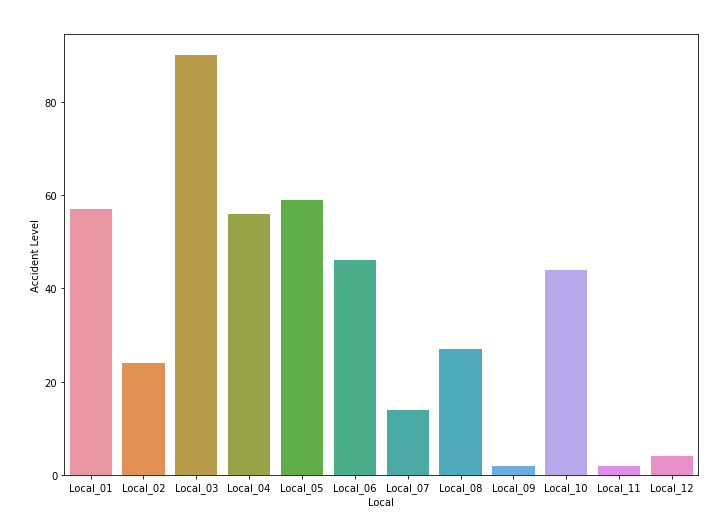 80
60
40
20
0
Accident Level
Local_01 Local_02 Local_03 Local_04 Local_05 Local_06 Local_07 Local_08 Local_09 Local_10 Local_11 Local_12
Local